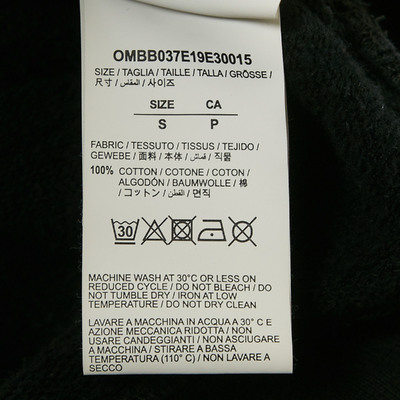 OMBB037E19E30015
SIZE / TAGLIA / TAILLE / TALLA / GRÖSSE /
尺寸 / المقاس / 사이즈
SIZE CA
S P
FABRIC / TESSUTO / TISSUS / TEJIDO /
GEWEBE / 面料 / 本体 / قماش / 직물
100% COTTON / COTONE / COTON /
ALGODÓN / BAUMWOLLE / 棉
/ コットン / القطن / 면직
30
MACHINE WASH AT 30°C OR LESS ON
REDUCED CYCLE / DO NOT BLEACH / DO
NOT TUMBLE DRY / IRON AT LOW
TEMPERATURE / DO NOT DRY CLEAN
LAVARE A MACCHINA IN ACQUA A 30° C E
AZIONE MECCANICA RIDOTTA / NON
USARE CANDEGGIANTI / NON ASCIUGARE
A MACCHINA / STIRARE A BASSA
TEMPERATURA (110° C) / NON LAVARE A
SECCO